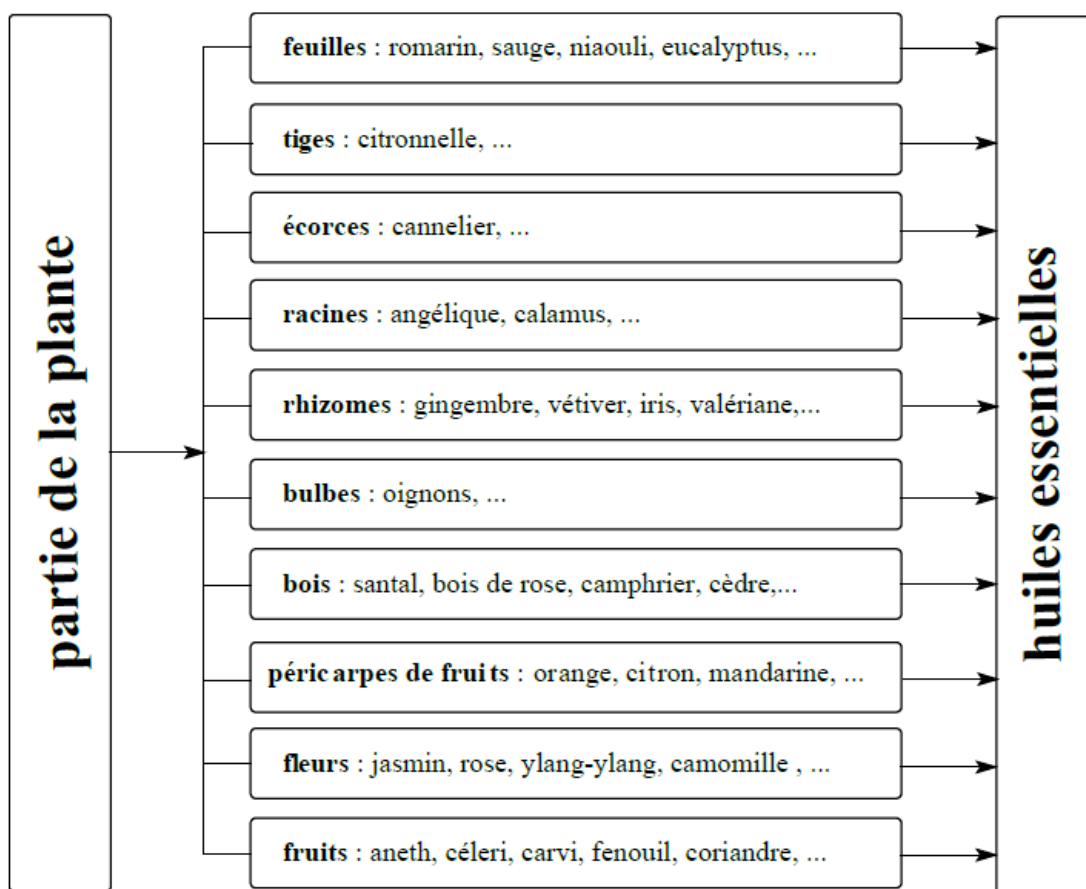 partie de la plante
feuilles : romarin, sauge, niaouli, eucalyptus, ...
tiges : citronnelle, ...
écorces : cannelier, ...
racines : angélique, calamus, ...
rhizomes : gingembre, vétiver, iris, valériane,...
bulbes : oignons, ...
bois : santal, bois de rose, camphrier, cèdre,...
péricarpes de fruits : orange, citron, mandarine, ...
fleurs : jasmin, rose, ylang-ylang, camomille , ...
fruits : aneth, céleri, carvi, fenouil, coriandre, ...
huiles essentielles